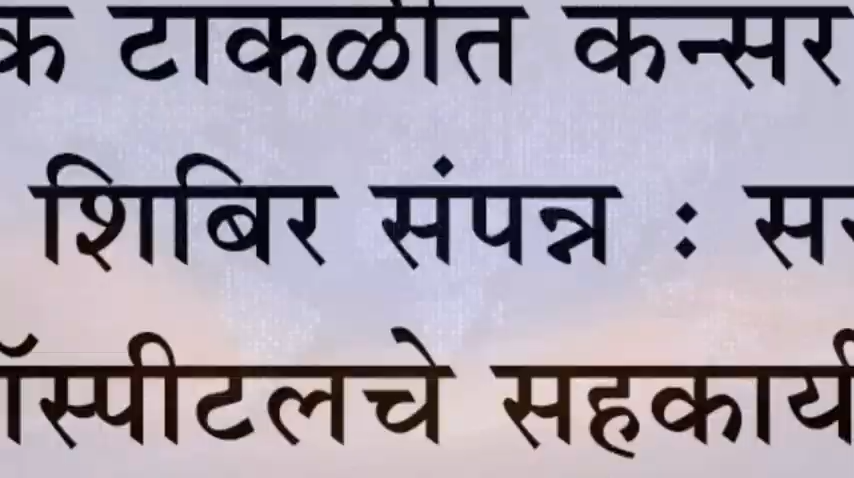 क टाकळीत कन्सर
शिबिर संपन्न : स
ॉस्पीटलचे सहकार्य